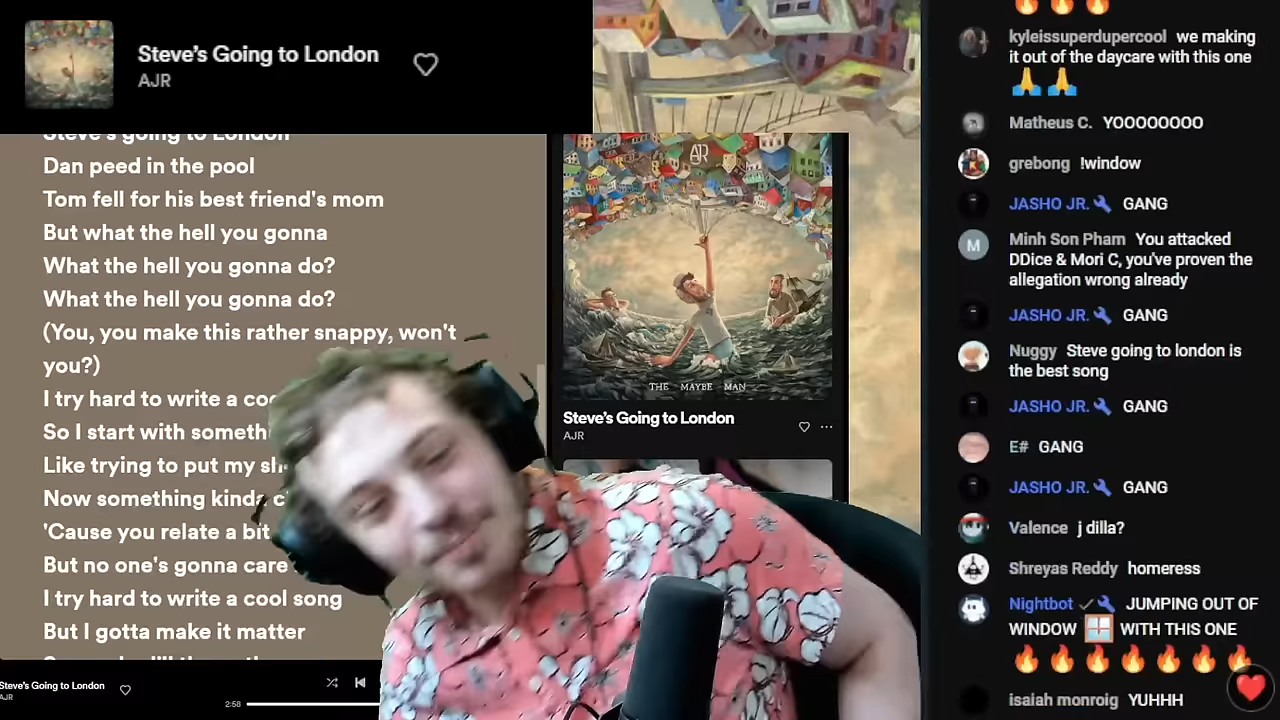 Steve's Going to London
AJR
Steve's going to London
Dan peed in the pool
Tom fell for his best friend's mom
But what the hell you gonna
What the hell you gonna do?
What the hell you gonna do?
(You, you make this rather snappy, won't
you?)
I try hard to write a
So I start with
Like trying to put my
Now something kinda
'Cause you relate a bit
But no one's gonna care
I try hard to write a cool song
But I gotta make it matter
Steve's Going to London
AJR
2:58
AJR
THE MAYBE MAN
Steve's Going to London
AJR
kyleissuperdupercool we making
it out of the daycare with this one
🙏 🙏
Matheus C. YOOOOOOOO
grebong !window
JASHO JR. GANG
M
Minh Son Pham You attacked
DDice & Mori C, you've proven the
allegation wrong already
JASHO JR. GANG
Nuggy Steve going to london is
the best song
JASHO JR. GANG
E# GANG
JASHO JR. GANG
Valence j dilla?
Shreyas Reddy homeress
Nightbot JUMPING OUT OF
WINDOW 🪟 WITH THIS ONE
🔥 🔥 🔥 🔥 🔥 🔥 🔥
isaiah monroig YUHHH